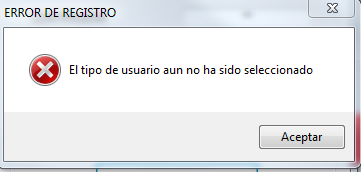 ERROR DE REGISTRO
El tipo de usuario aun no ha sido seleccionado
Aceptar